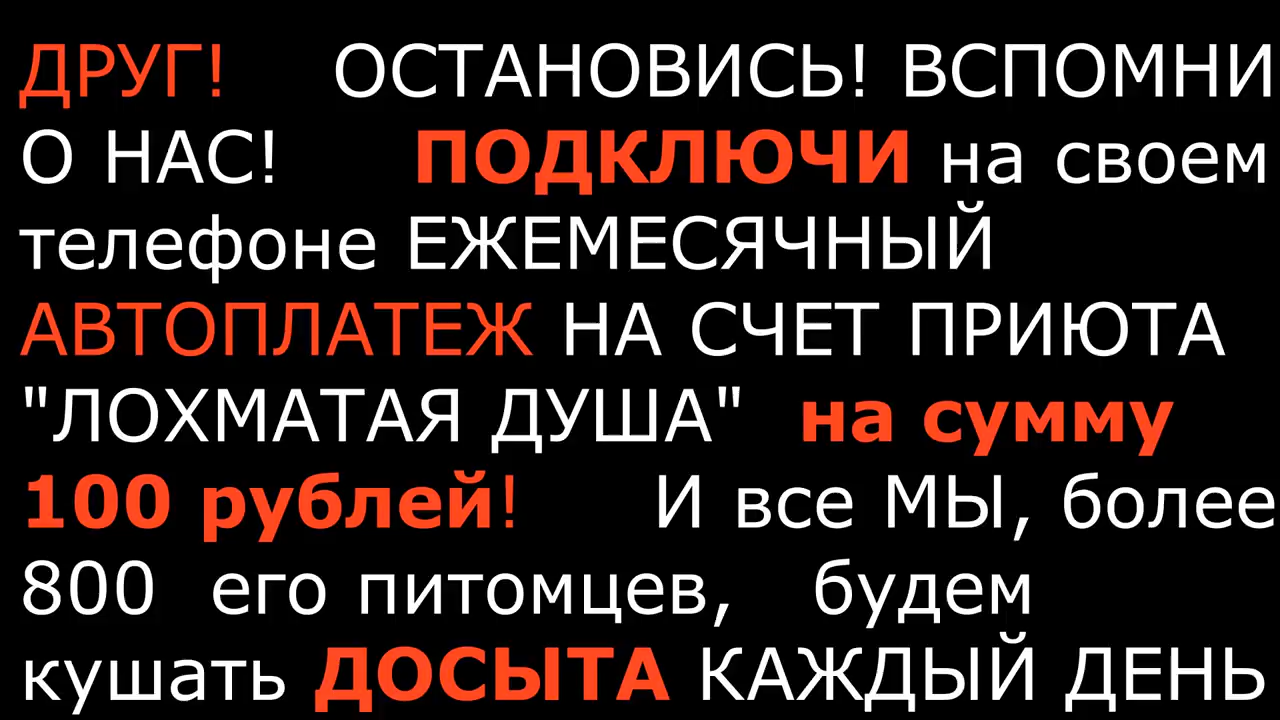 ДРУГ! ОСТАНОВИСЬ! ВСПОМНИ
О НАС! ПОДКЛЮЧИ на своем
телефоне ЕЖЕМЕСЯЧНЫЙ
АВТОПЛАТЕЖ НА СЧЕТ ПРИЮТА
"ЛОХМАТАЯ ДУША" на сумму
100 рублей! И все МЫ, более
800 его питомцев, будем
кушать ДОСЫТА КАЖДЫЙ ДЕНЬ